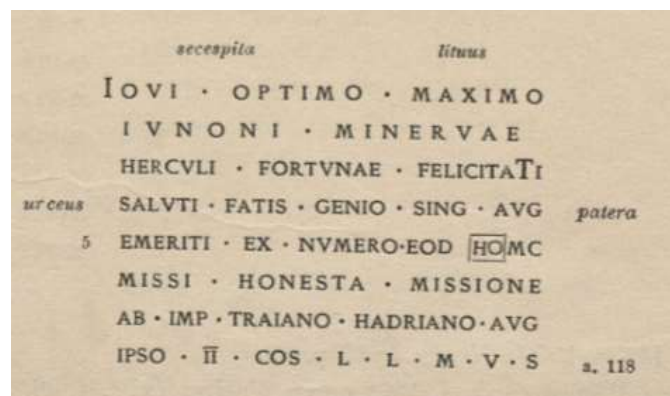 secespita lituus
IOVI · OPTIMO · MAXIMO
IVNONI · MINERVAE
HERCVLI · FORTVNAE · FELICITATI
urceus SALVTI · FATIS · GENIO · SING · AVG patera
5 EMERITI · EX · NVMERO·EOD HOMC
MISSI · HONESTA · MISSIONE
AB · IMP · TRAIANO · HADRIANO · AVG
IPSO · I̅I̅ · COS · L · L · M · V · S a. 118